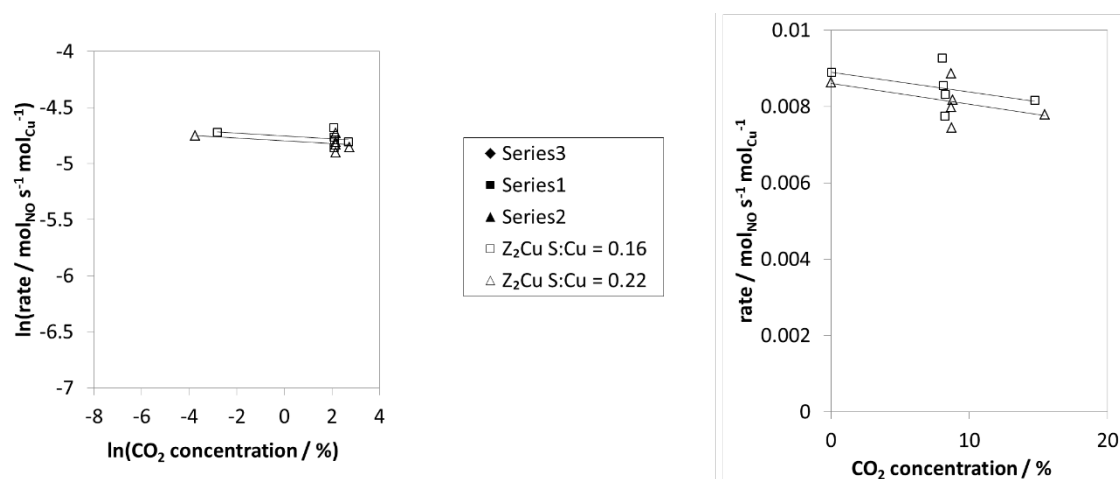 -4
-4.5
-5
-5.5
-6
-6.5
-7
-8 -6 -4 -2 0 2 4
ln(rate / mol_NO s⁻¹ mol_Cu⁻¹)
ln(CO₂ concentration / %)
Series3
Series1
Series2
Z₂Cu S:Cu = 0.16
Z₂Cu S:Cu = 0.22
0.01
0.008
0.006
0.004
0.002
0
0 10 20
rate / mol_NO s⁻¹ mol_Cu⁻¹
CO₂ concentration / %